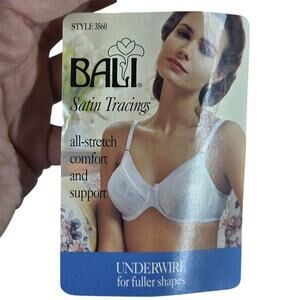 STYLE 3560
BALI®
Satin Tracings
all-stretch
comfort
and
support
UNDERWIRE
for fuller shapes